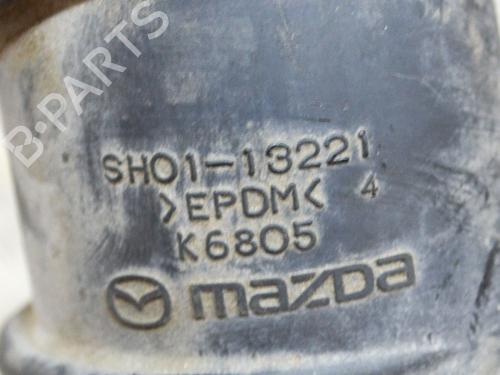 B-PARTS
SH01-13221
>EPDM< 4
K6805
mazda